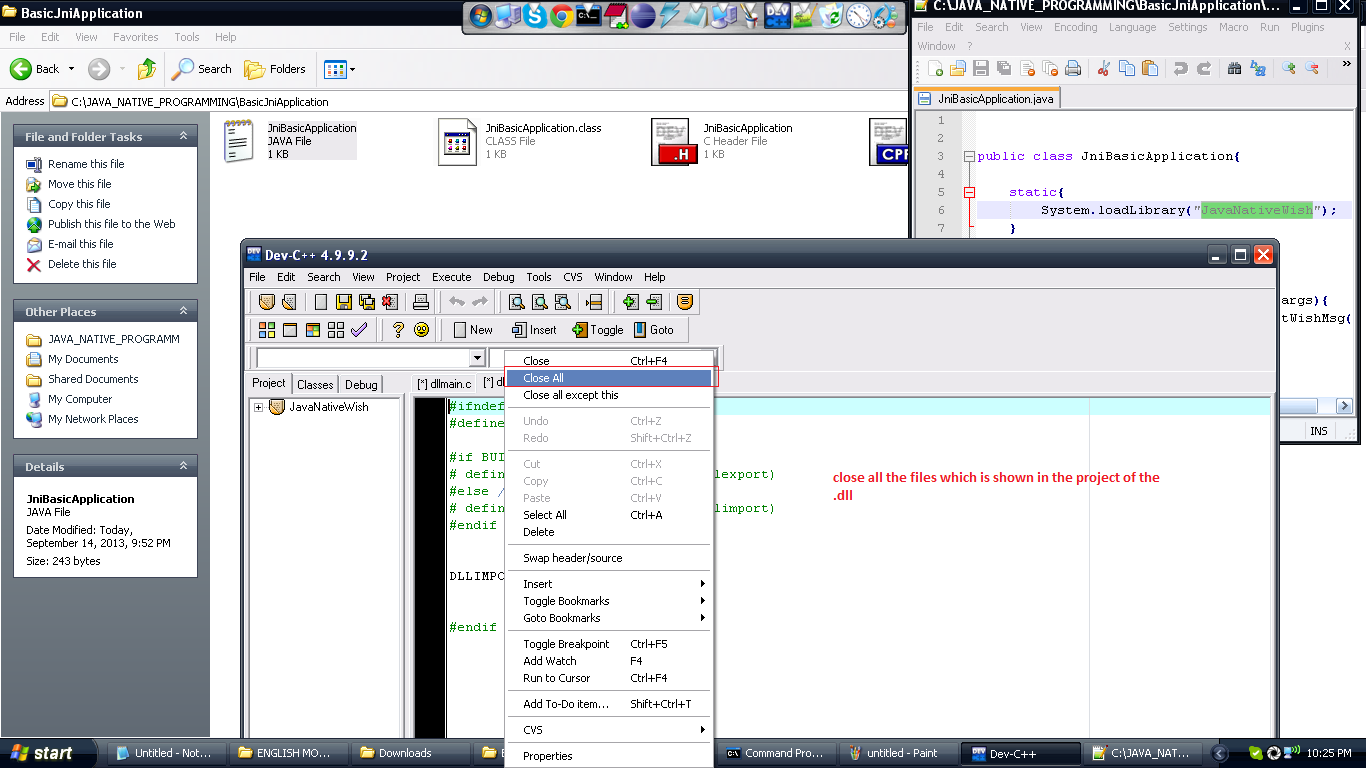 BasicJniApplication
File Edit View Favorites Tools Help
Back Search Folders
Address C:\JAVA_NATIVE_PROGRAMMING\BasicJniApplication
File and Folder Tasks
Rename this file
Move this file
Copy this file
Publish this file to the Web
E-mail this file
Delete this file
Other Places
JAVA_NATIVE_PROGRAMM
My Documents
Shared Documents
My Computer
My Network Places
Details
JniBasicApplication
JAVA File
Date Modified: Today,
September 14, 2013, 9:52 PM
Size: 243 bytes
JniBasicApplication
JAVA File
1 KB
JniBasicApplication.class
CLASS File
DEV
.H
JniBasicApplication
C Header File
1 KB
DEV
CPP
C:\JAVA_NATIVE_PROGRAMMING\BasicJniApplication\...
File Edit Search View Encoding Language Settings Macro Run Plugins
Window ? X
JniBasicApplication.java
1
2
3 public class JniBasicApplication{
4
5 static{
6 System.loadLibrary("JavaNativeWish");
7 }
args){
tWishMsg(
INS
Dev-C++ 4.9.9.2
File Edit Search View Project Execute Debug Tools CVS Window Help
New Insert Toggle Goto
Project Classes Debug
[*] dllmain.c [*] dl
JavaNativeWish
#ifndef
#define
#if BUI
# defin lexport)
#else /
# defin limport)
#endif
DLLIMPO
#endif
Close Ctrl+F4
Close All
Close all except this
Undo Ctrl+Z
Redo Shift+Ctrl+Z
Cut Ctrl+X
Copy Ctrl+C
Paste Ctrl+V
Select All Ctrl+A
Delete
Swap header/source
Insert
Toggle Bookmarks
Goto Bookmarks
Toggle Breakpoint Ctrl+F5
Add Watch F4
Run to Cursor Ctrl+F4
Add To-Do item... Shift+Ctrl+T
CVS
Properties
close all the files which is shown in the project of the
.dll
start Untitled - Not... ENGLISH MO... Downloads Command Pro... untitled - Paint Dev-C++ C:\JAVA_NAT... 10:25 PM